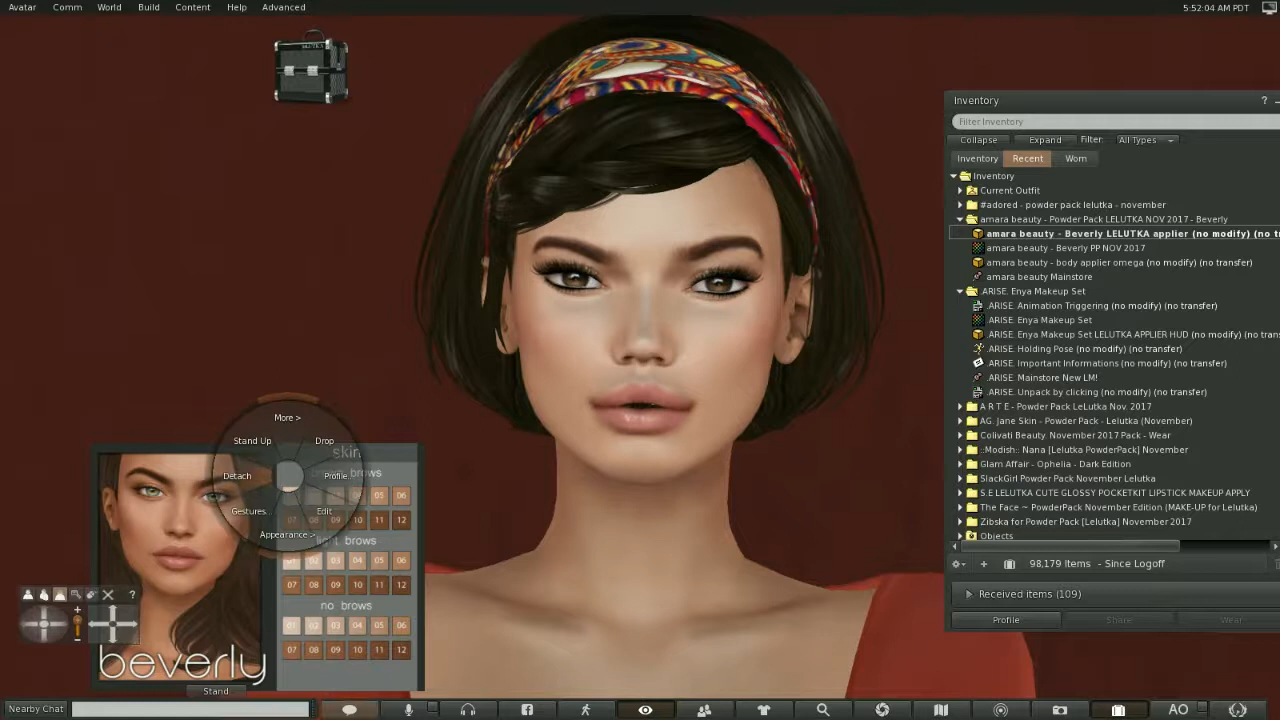 Avatar Comm World Build Content Help Advanced 5:52:04 AM PDT
Inventory ?
Filter Inventory
Collapse Expand Filter: All Types
Inventory Recent Worn
Inventory
Current Outfit
#adored - powder pack lelutka - november
amara beauty - Powder Pack LELUTKA NOV 2017 - Beverly
amara beauty - Beverly LELUTKA applier (no modify) (no tr
amara beauty - Beverly PP NOV 2017
amara beauty - body applier omega (no modify) (no transfer)
amara beauty Mainstore
.ARISE. Enya Makeup Set
.ARISE. Animation Triggering (no modify) (no transfer)
.ARISE. Enya Makeup Set
.ARISE. Enya Makeup Set LELUTKA APPLIER HUD (no modify) (no trans
.ARISE. Holding Pose (no modify) (no transfer)
.ARISE. Important Informations (no modify) (no transfer)
.ARISE. Mainstore New LM!
.ARISE. Unpack by clicking (no modify) (no transfer)
A R T E - Powder Pack LeLutka Nov. 2017
AG. Jane Skin - Powder Pack - Lelutka (November)
Colivati Beauty November 2017 Pack - Wear
::Modish:: Nana [Lelutka PowderPack] November
Glam Affair - Ophelia - Dark Edition
SlackGirl PowderPack November Lelutka
S.E LELUTKA CUTE GLOSSY POCKETKIT LIPSTICK MAKEUP APPLY
The Face ~ PowderPack November Edition (MAKE-UP for Lelutka)
Zibska for Powder Pack [Lelutka] November 2017
Objects
98,179 Items - Since Logoff
Received items (109)
Profile Share Wear
More >
Stand Up Drop
Detach Profile...
Gestures... Edit
Appearance >
skin
brows
05 06
07 08 09 10 11 12
light brows
01 02 03 04 05 06
07 08 09 10 11 12
no brows
01 02 03 04 05 06
07 08 09 10 11 12
beverly
?
Stand
Nearby Chat AO